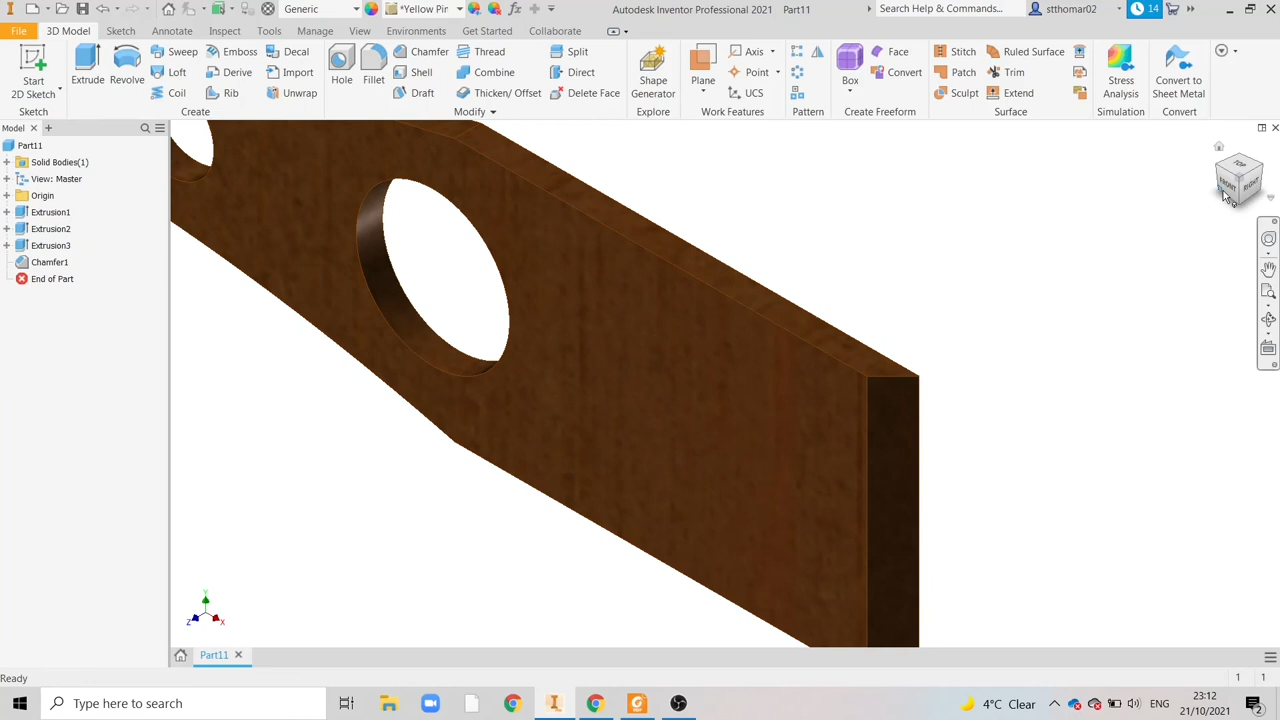 Generic
*Yellow Pin
fx
Autodesk Inventor Professional 2021 Part11
Search Help & Commands...
stthoma02
14
File
3D Model
Sketch
Annotate
Inspect
Tools
Manage
View
Environments
Get Started
Collaborate
Start
2D Sketch
Extrude
Revolve
Sweep
Loft
Coil
Emboss
Derive
Rib
Decal
Import
Unwrap
Hole
Fillet
Chamfer
Shell
Draft
Thread
Combine
Thicken/ Offset
Split
Direct
Delete Face
Shape
Generator
Plane
Axis
Point
UCS
Box
Face
Convert
Stitch
Patch
Sculpt
Ruled Surface
Trim
Extend
Stress
Analysis
Convert to
Sheet Metal
Sketch
Create
Modify
Explore
Work Features
Pattern
Create Freeform
Surface
Simulation
Convert
Model
Part11
Solid Bodies(1)
View: Master
Origin
Extrusion1
Extrusion2
Extrusion3
Chamfer1
End of Part
TOP
FRONT
RIGHT
Y
Z
X
Part11
Ready
1 1
Type here to search
4°C Clear
ENG
23:12
21/10/2021
2